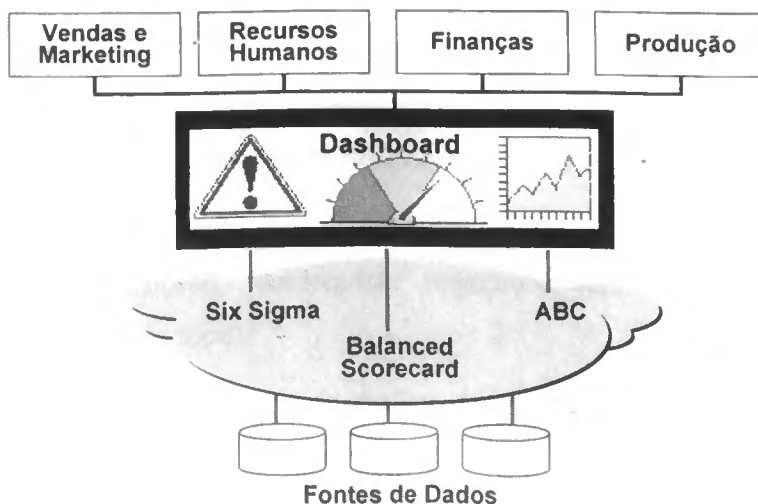 Vendas e
Marketing
Recursos
Humanos
Finanças
Produção
Dashboard
Six Sigma
ABC
Balanced
Scorecard
Fontes de Dados